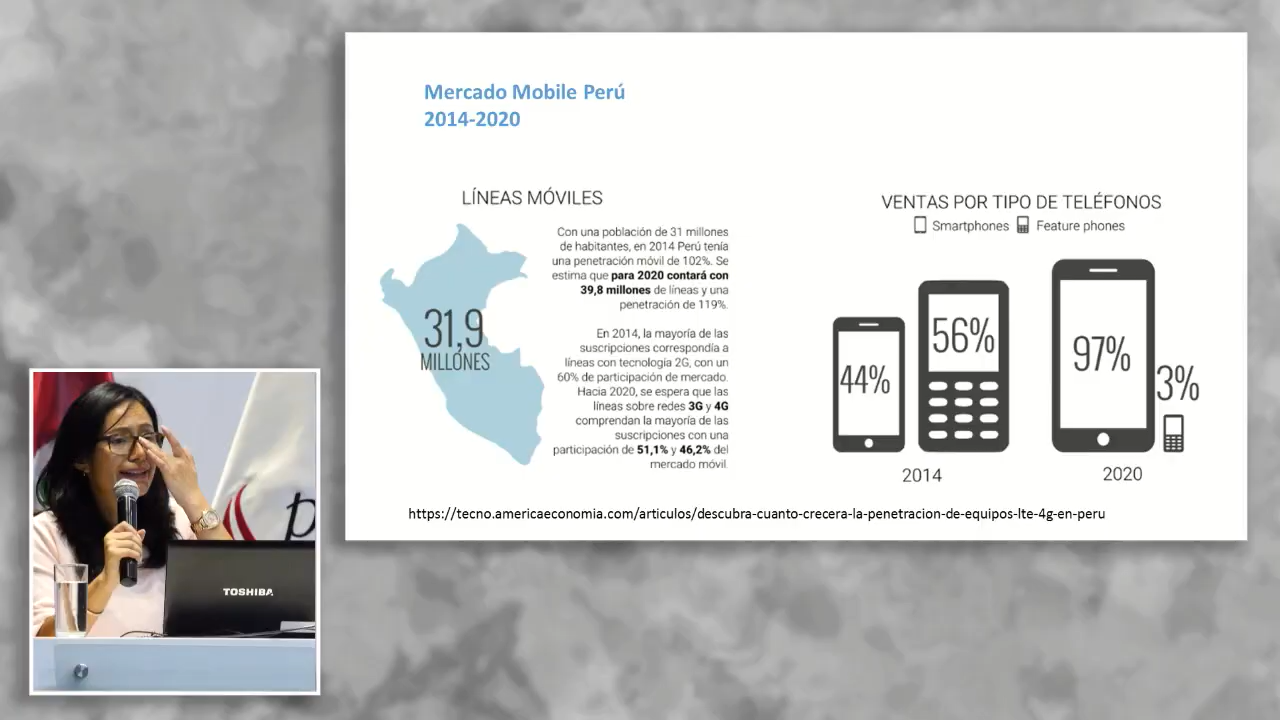 Mercado Mobile Perú
2014-2020
LÍNEAS MÓVILES
Con una población de 31 millones
de habitantes, en 2014 Perú tenía
una penetración móvil de 102%. Se
estima que para 2020 contará con
39,8 millones de líneas y una
penetración de 119%.
31,9
MILLONES
En 2014, la mayoría de las
suscripciones correspondía a
líneas con tecnología 2G, con un
60% de participación de mercado.
Hacia 2020, se espera que las
líneas sobre redes 3G y 4G
comprendan la mayoría de las
suscripciones con una
participación de 51,1% y 46,2% del
mercado móvil.
VENTAS POR TIPO DE TELÉFONOS
Smartphones Feature phones
44%
56%
97%
3%
2014
2020
https://tecno.americaeconomia.com/articulos/descubra-cuanto-crecera-la-penetracion-de-equipos-lte-4g-en-peru
TOSHIBA